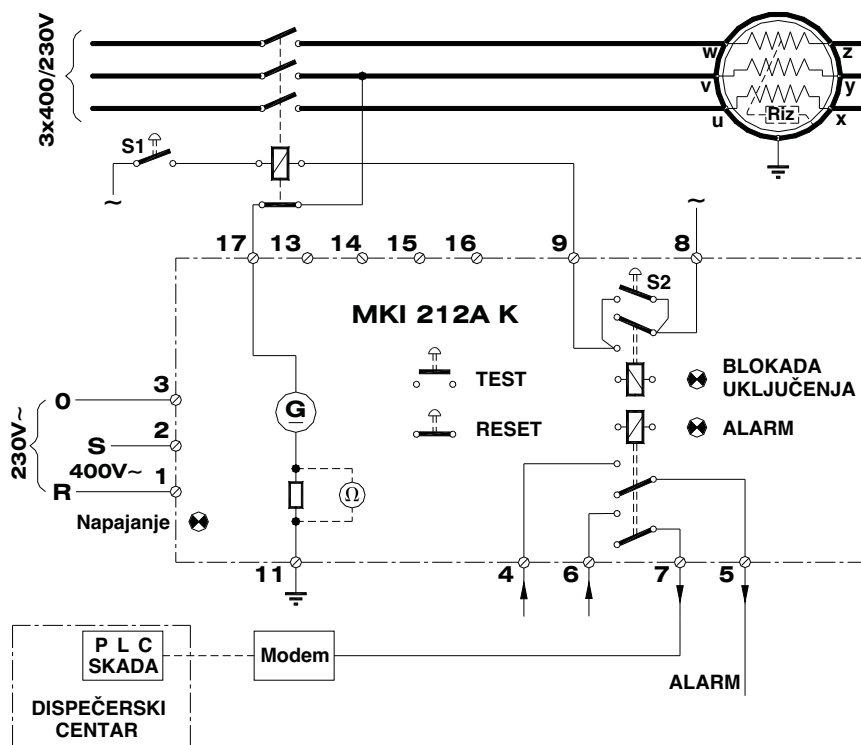 3x400/230V
w
z
v
y
u
x
Riz
S1
~
~
17
13
14
15
16
9
8
S2
MKI 212A K
TEST
RESET
BLOKADA
UKLJUČENJA
ALARM
G
Ω
230V~
0
3
S
2
400V~
R
1
Napajanje
11
4
6
7
5
P L C
SKADA
Modem
ALARM
DISPEČERSKI
CENTAR